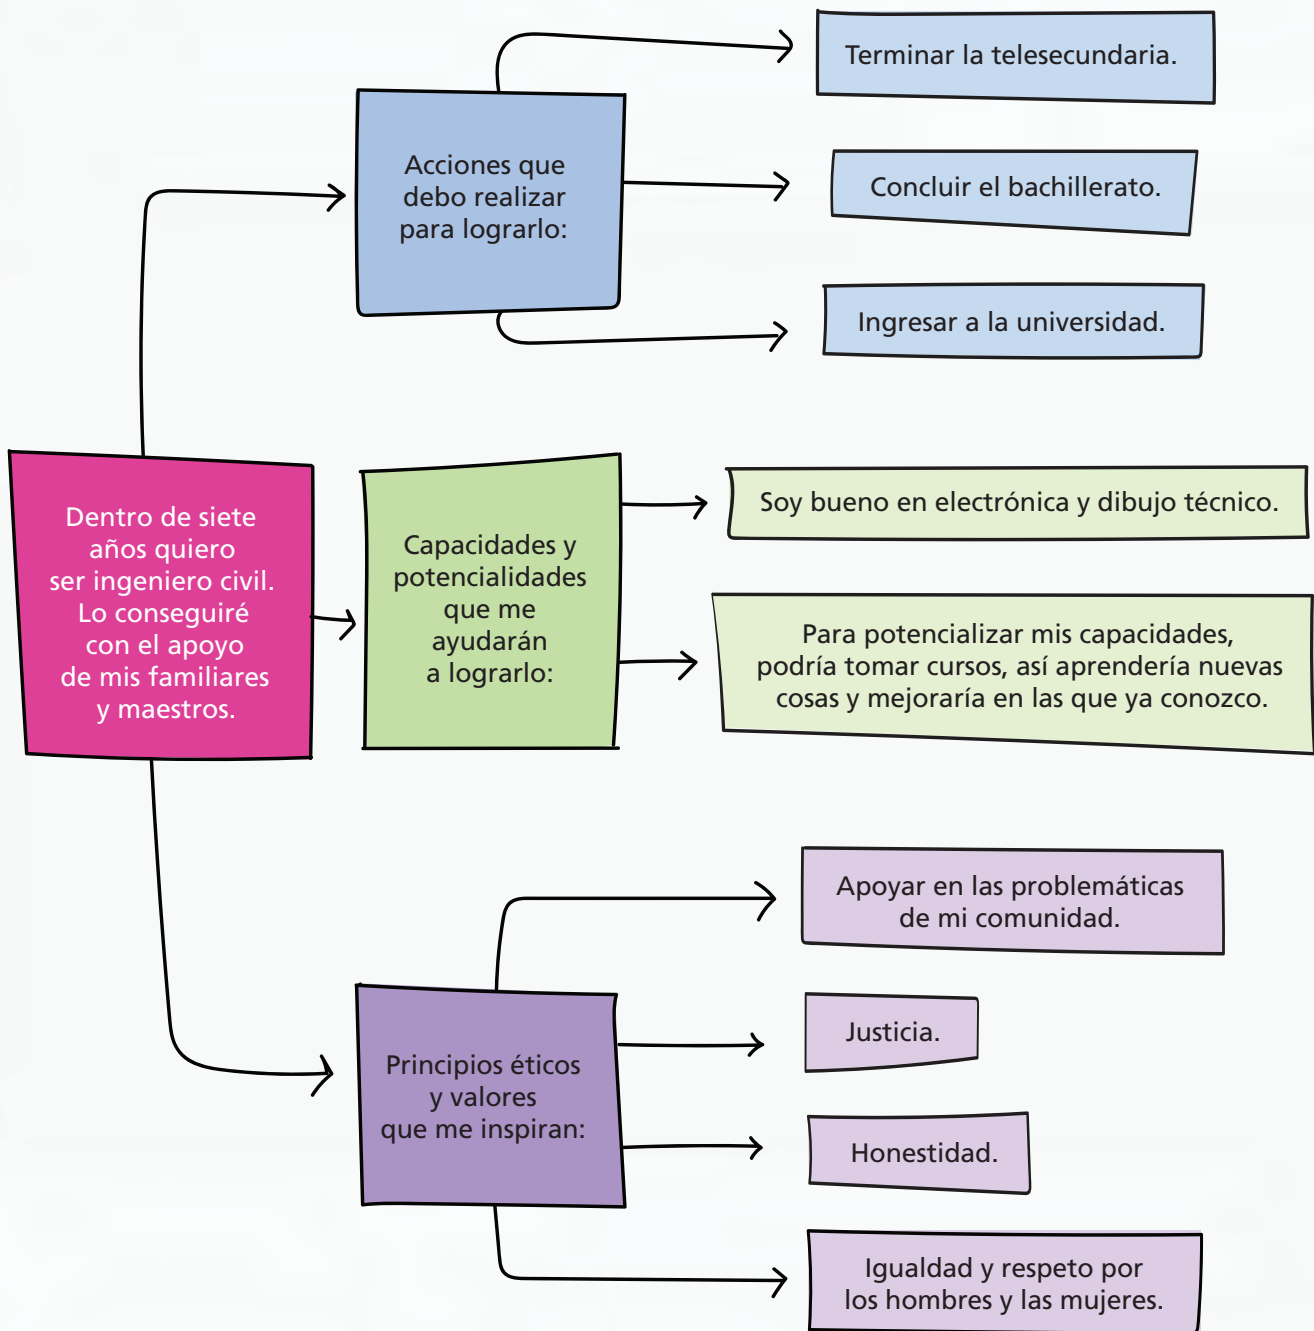 Dentro de siete
años quiero
ser ingeniero civil.
Lo conseguiré
con el apoyo
de mis familiares
y maestros.
Acciones que
debo realizar
para lograrlo:
Terminar la telesecundaria.
Concluir el bachillerato.
Ingresar a la universidad.
Capacidades y
potencialidades
que me
ayudarán
a lograrlo:
Soy bueno en electrónica y dibujo técnico.
Para potencializar mis capacidades,
podría tomar cursos, así aprendería nuevas
cosas y mejoraría en las que ya conozco.
Principios éticos
y valores
que me inspiran:
Apoyar en las problemáticas
de mi comunidad.
Justicia.
Honestidad.
Igualdad y respeto por
los hombres y las mujeres.